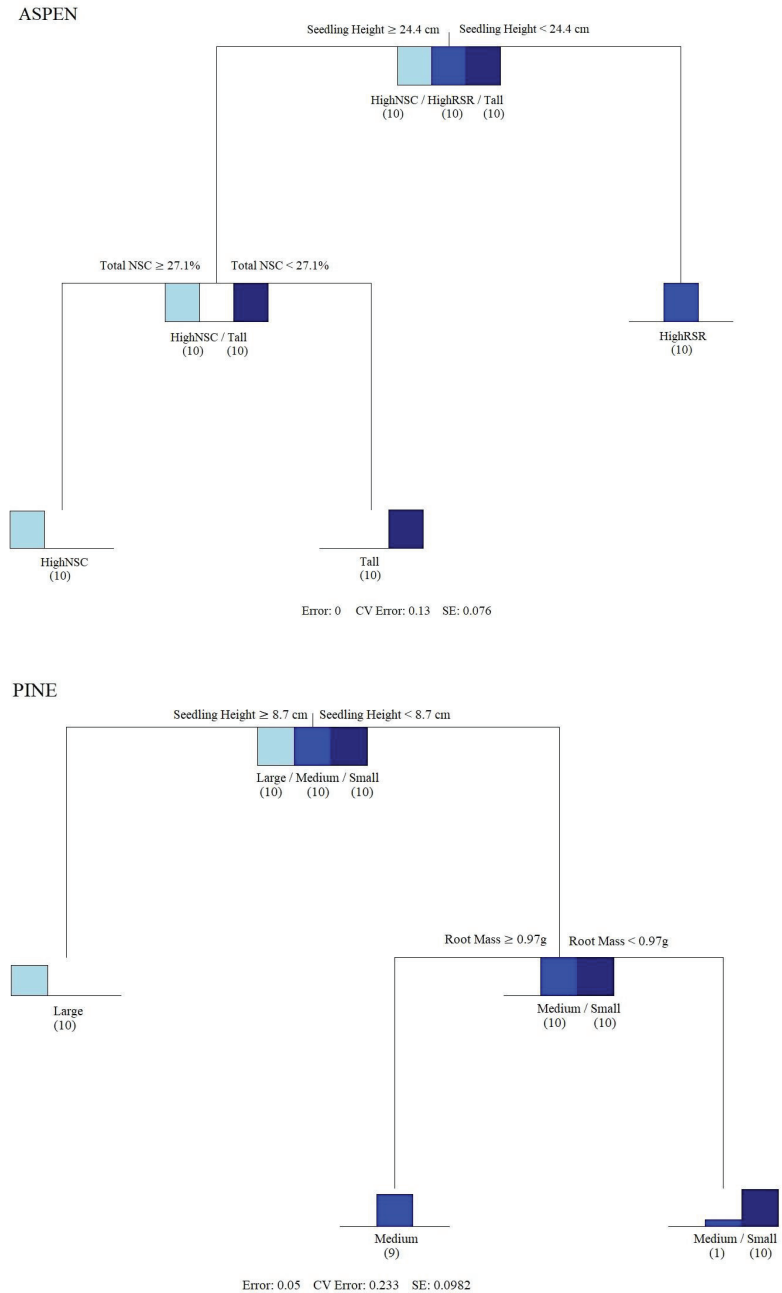 ASPEN
Seedling Height ≥ 24.4 cm Seedling Height < 24.4 cm
HighNSC / HighRSR / Tall
(10) (10) (10)
Total NSC ≥ 27.1% Total NSC < 27.1%
HighNSC / Tall
(10) (10)
HighRSR
(10)
HighNSC
(10)
Tall
(10)
Error: 0 CV Error: 0.13 SE: 0.076
PINE
Seedling Height ≥ 8.7 cm Seedling Height < 8.7 cm
Large / Medium / Small
(10) (10) (10)
Root Mass ≥ 0.97g Root Mass < 0.97g
Large
(10)
Medium / Small
(10) (10)
Medium
(9)
Medium / Small
(1) (10)
Error: 0.05 CV Error: 0.233 SE: 0.0982